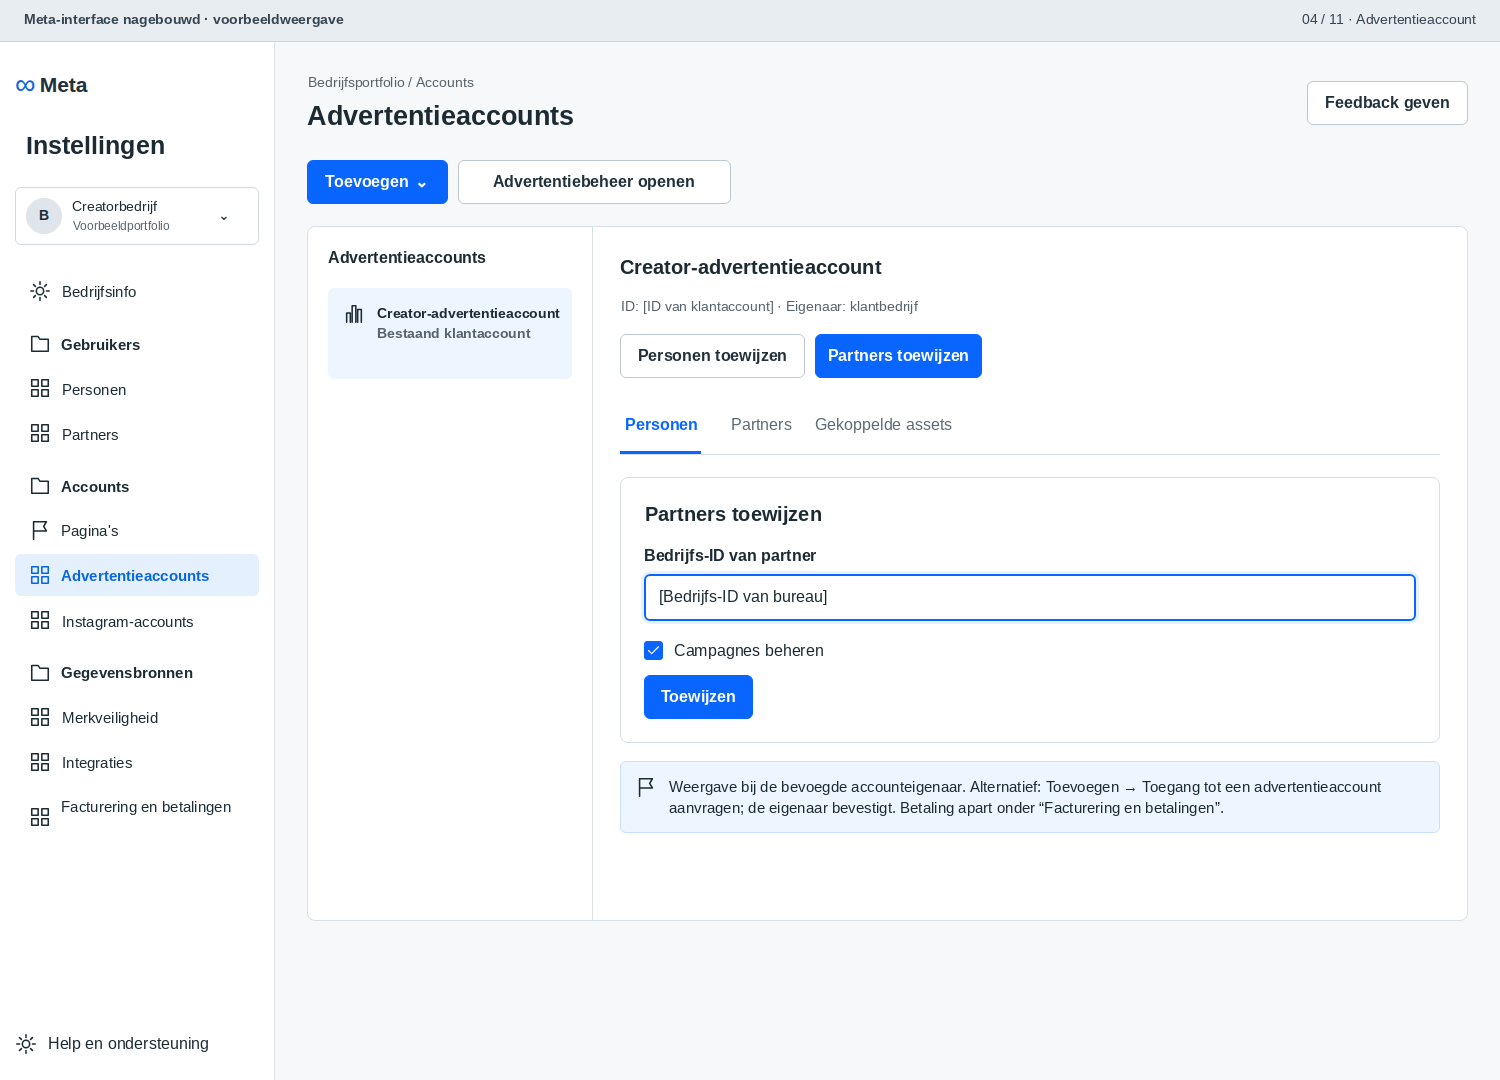 Meta-interface nagebouwd · voorbeeldweergave
04 / 11 · Advertentieaccount
∞ Meta
Instellingen
B
Creatorbedrijf
Voorbeeldportfolio
Bedrijfsinfo
Gebruikers
Personen
Partners
Accounts
Pagina's
Advertentieaccounts
Instagram-accounts
Gegevensbronnen
Merkveiligheid
Integraties
Facturering en betalingen
Help en ondersteuning
Bedrijfsportfolio / Accounts
Advertentieaccounts
Feedback geven
Toevoegen
Advertentiebeheer openen
Advertentieaccounts
Creator-advertentieaccount
Bestaand klantaccount
Creator-advertentieaccount
ID: [ID van klantaccount] · Eigenaar: klantbedrijf
Personen toewijzen
Partners toewijzen
Personen
Partners
Gekoppelde assets
Partners toewijzen
Bedrijfs-ID van partner
[Bedrijfs-ID van bureau]
Campagnes beheren
Toewijzen
Weergave bij de bevoegde accounteigenaar. Alternatief: Toevoegen → Toegang tot een advertentieaccount
aanvragen; de eigenaar bevestigt. Betaling apart onder “Facturering en betalingen”.